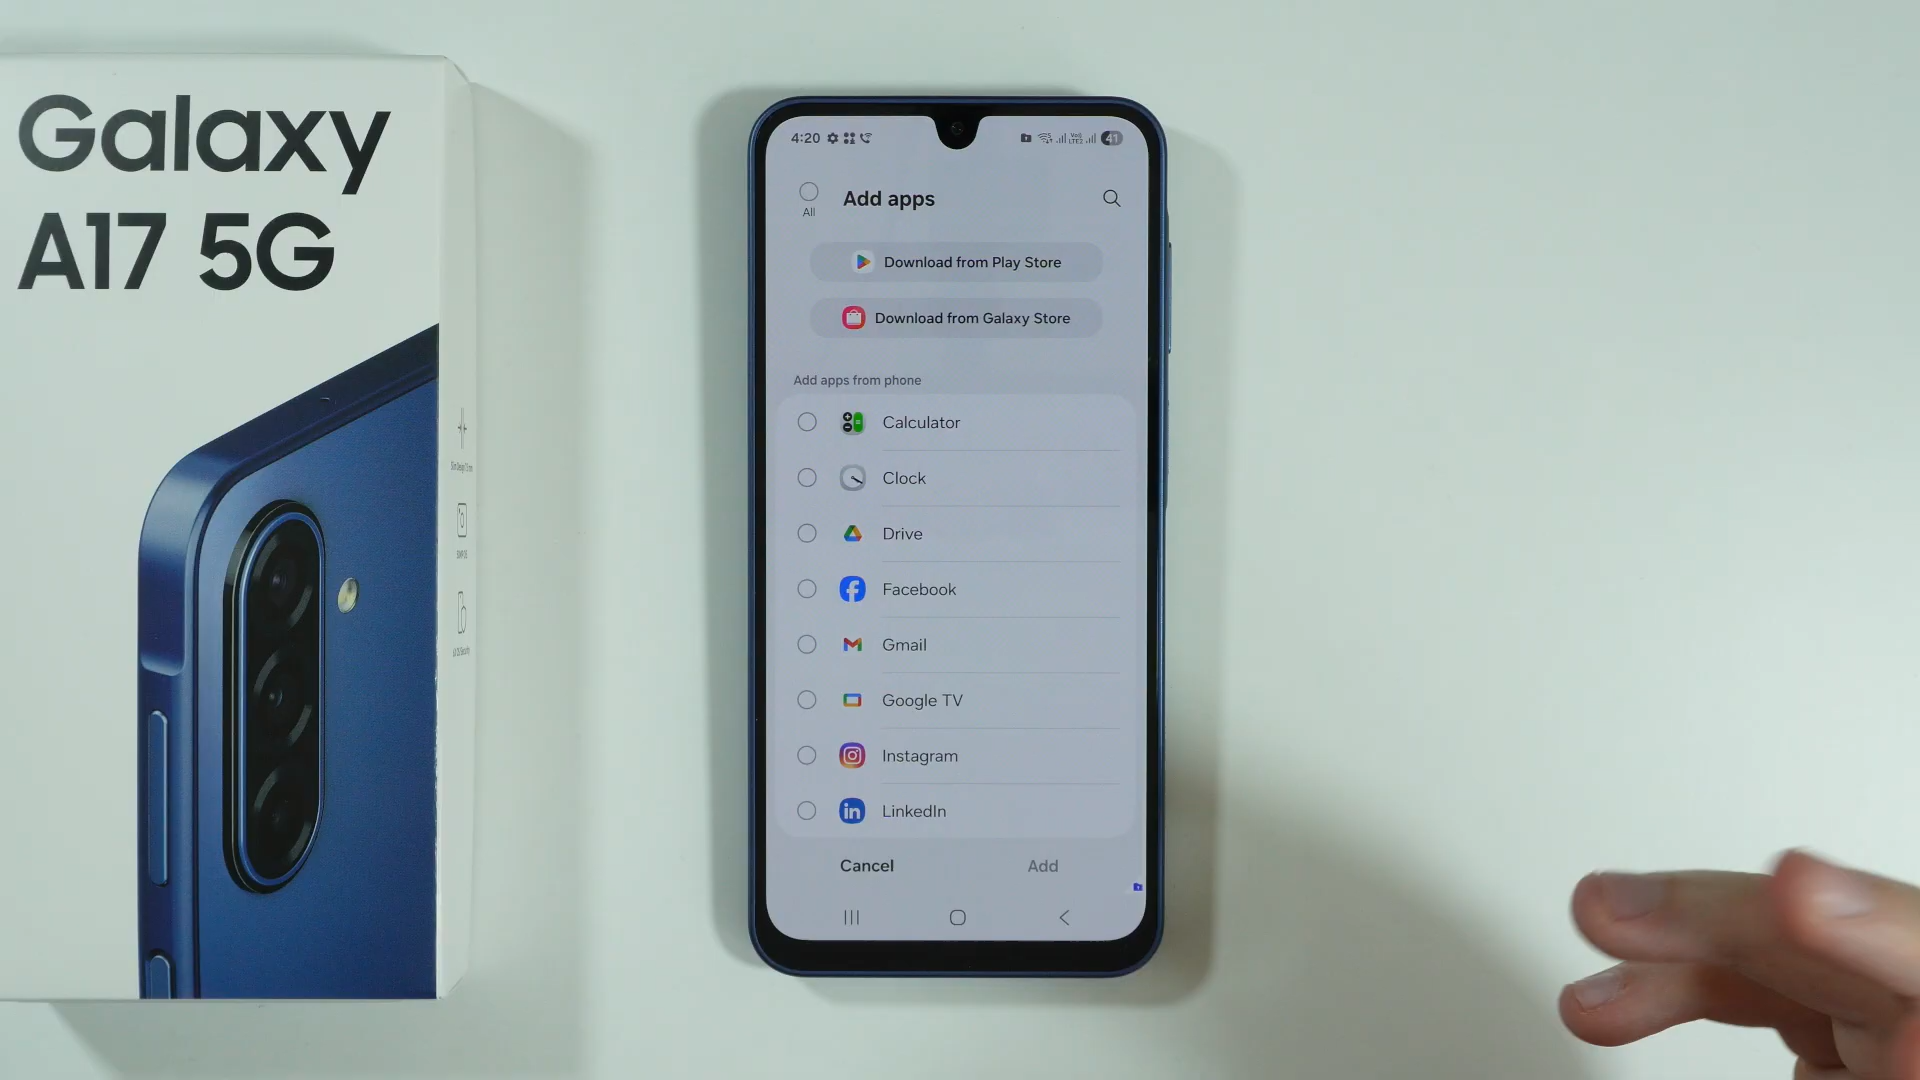 Galaxy
A17 5G
4:20
41
All
Add apps
Download from Play Store
Download from Galaxy Store
Add apps from phone
Calculator
Clock
Drive
Facebook
Gmail
Google TV
Instagram
LinkedIn
Cancel
Add